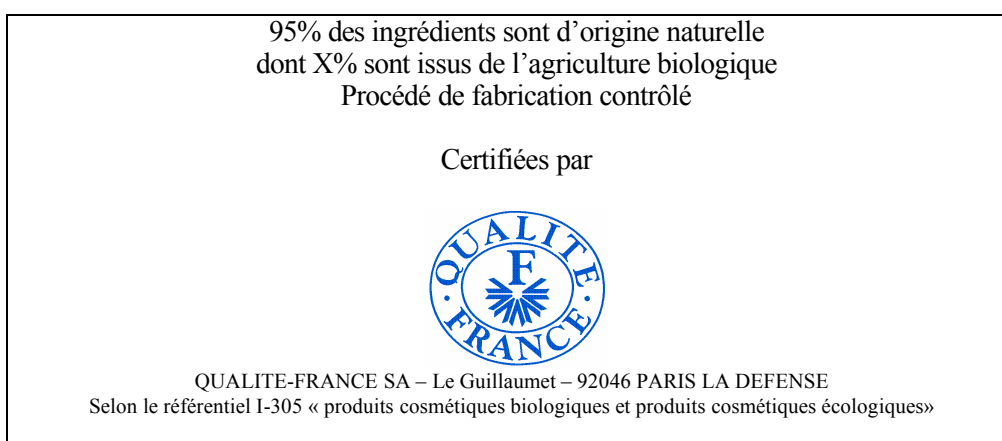 95% des ingrédients sont d’origine naturelle
dont X% sont issus de l’agriculture biologique
Procédé de fabrication contrôlé
Certifiées par
QUALITE
F
FRANCE
QUALITE-FRANCE SA – Le Guillaumet – 92046 PARIS LA DEFENSE
Selon le référentiel I-305 « produits cosmétiques biologiques et produits cosmétiques écologiques»